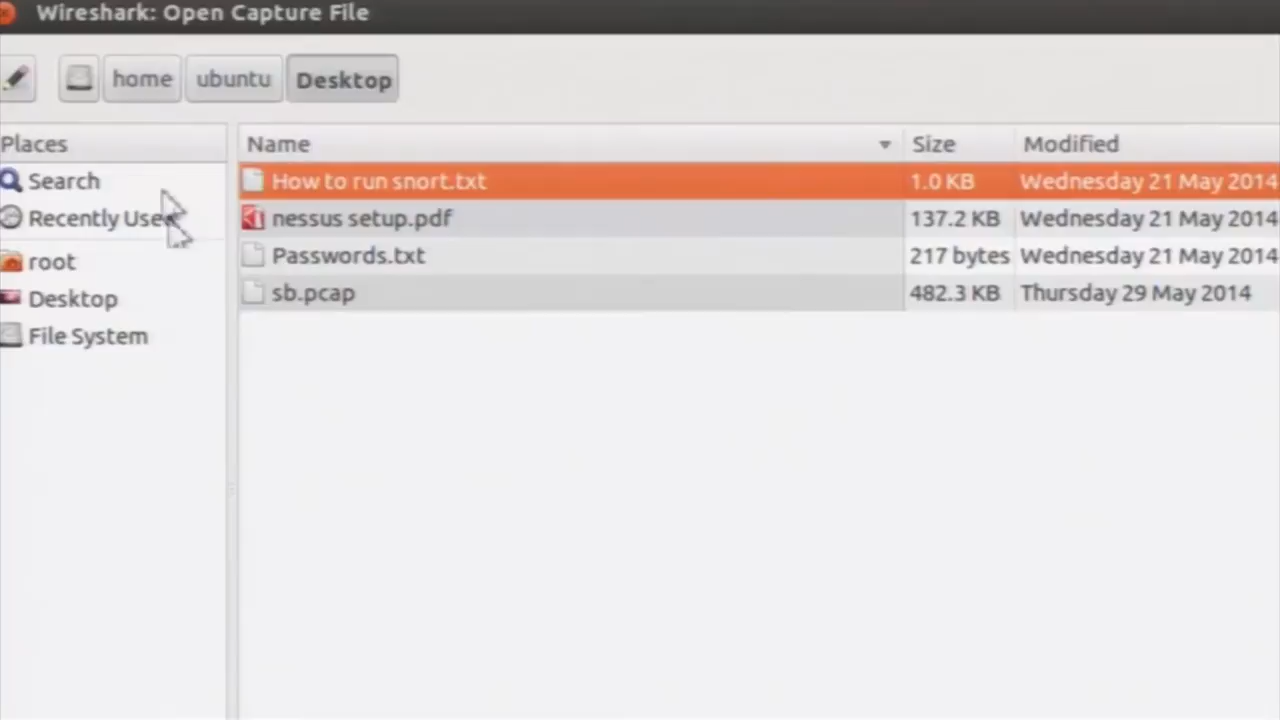 Wireshark: Open Capture File
home ubuntu Desktop
Places Name Size Modified
Search How to run snort.txt 1.0 KB Wednesday 21 May 2014
Recently Used nessus setup.pdf 137.2 KB Wednesday 21 May 2014
Passwords.txt 217 bytes Wednesday 21 May 2014
root
sb.pcap 482.3 KB Thursday 29 May 2014
Desktop
File System